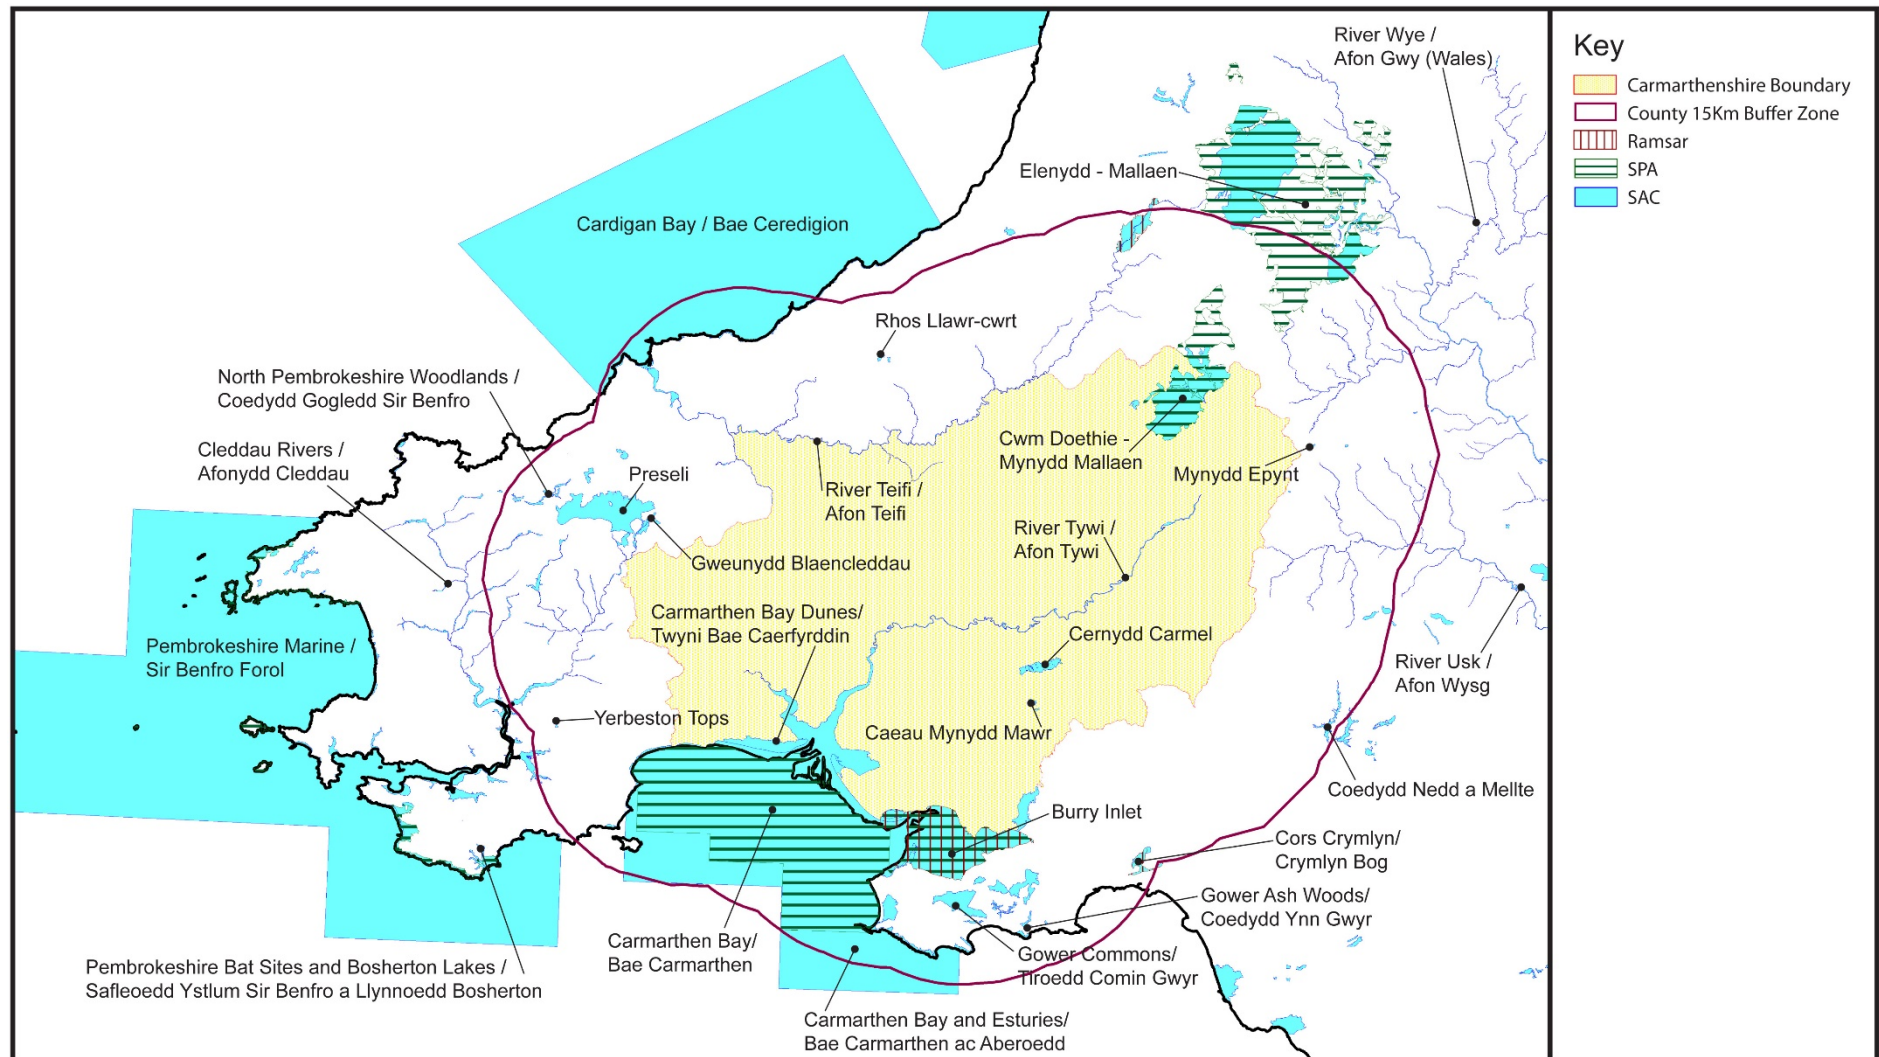 River Wye /
Afon Gwy (Wales)
Key
Carmarthenshire Boundary
County 15Km Buffer Zone
Ramsar
SPA
SAC
Elenydd - Mallaen
Cardigan Bay / Bae Ceredigion
Rhos Llawr-cwrt
North Pembrokeshire Woodlands /
Coedydd Gogledd Sir Benfro
Cleddau Rivers /
Afonydd Cleddau
Preseli
River Teifi /
Afon Teifi
Cwm Doethie -
Mynydd Mallaen
Mynydd Epynt
River Tywi /
Afon Tywi
Gweunydd Blaencleddau
Carmarthen Bay Dunes/
Twyni Bae Caerfyrddin
Cernydd Carmel
Pembrokeshire Marine /
Sir Benfro Forol
River Usk /
Afon Wysg
Yerbeston Tops
Caeau Mynydd Mawr
Coedydd Nedd a Mellte
Burry Inlet
Cors Crymlyn/
Crymlyn Bog
Gower Ash Woods/
Coedydd Ynn Gwyr
Carmarthen Bay/
Bae Carmarthen
Gower Commons/
Tiroedd Comin Gwyr
Pembrokeshire Bat Sites and Bosherton Lakes /
Safleoedd Ystlum Sir Benfro a Llynnoedd Bosherton
Carmarthen Bay and Esturies/
Bae Carmarthen ac Aberoedd